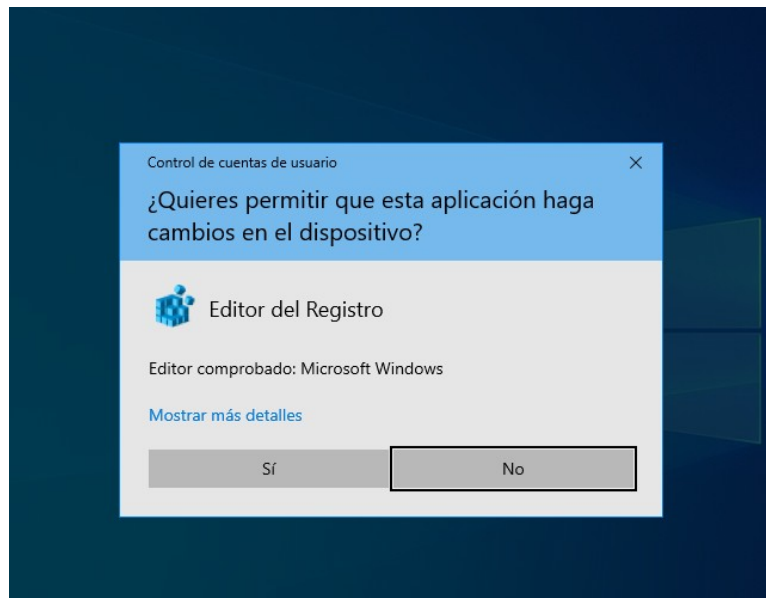 Control de cuentas de usuario
¿Quieres permitir que esta aplicación haga
cambios en el dispositivo?
Editor del Registro
Editor comprobado: Microsoft Windows
Mostrar más detalles
Sí
No